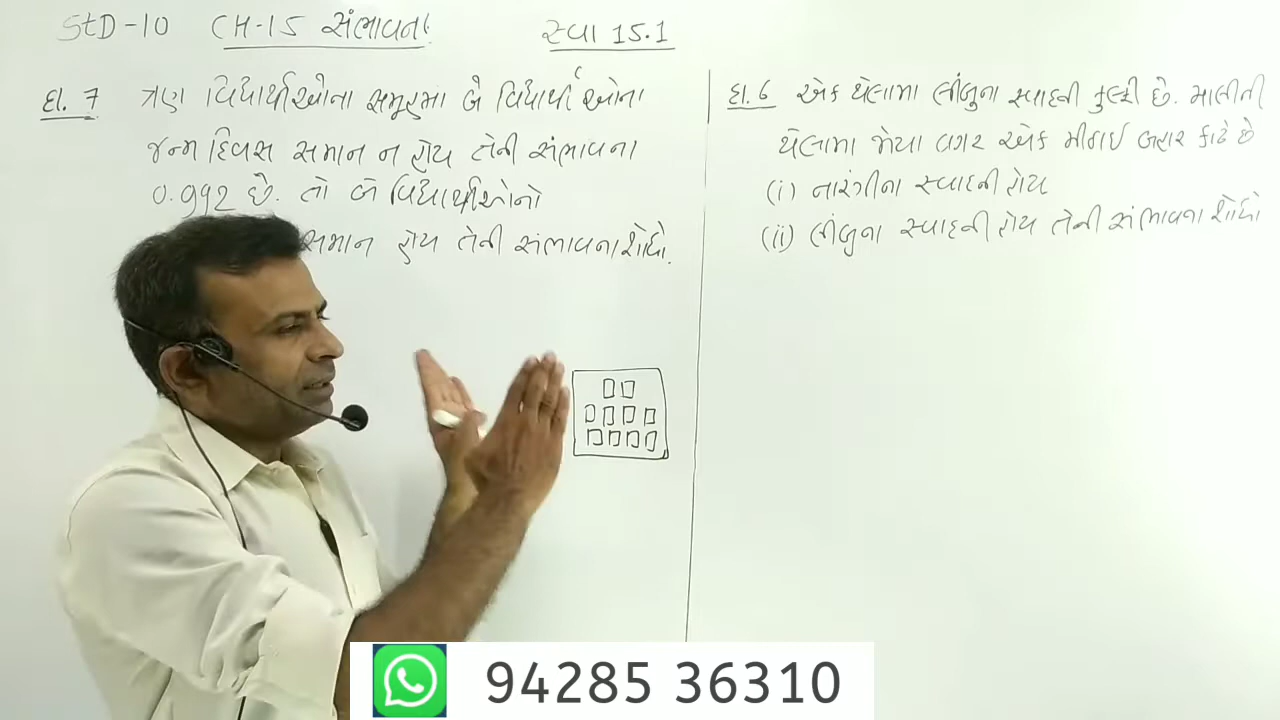 StD-10 CH-15 સંભાવના સ્વા 15.1
દા. 7 ત્રણ વિદ્યાર્થીઓના સમૂહમાં બે વિદ્યાર્થીઓના
જન્મ દિવસ સમાન ન હોય તેની સંભાવના
0.992 છે. તો બે વિદ્યાર્થીઓનો
સમાન હોય તેની સંભાવના શોધો.
દા. 6 એક થેલામા લીંબુના સ્વાદની કુલ્ફી છે. માલીની
થેલામા જોયા વગર એક મીઠાઈ બહાર કાઢે છે
(i) નારંગીના સ્વાદની હોય
(ii) લીંબુના સ્વાદની હોય તેની સંભાવના શોધો
94285 36310